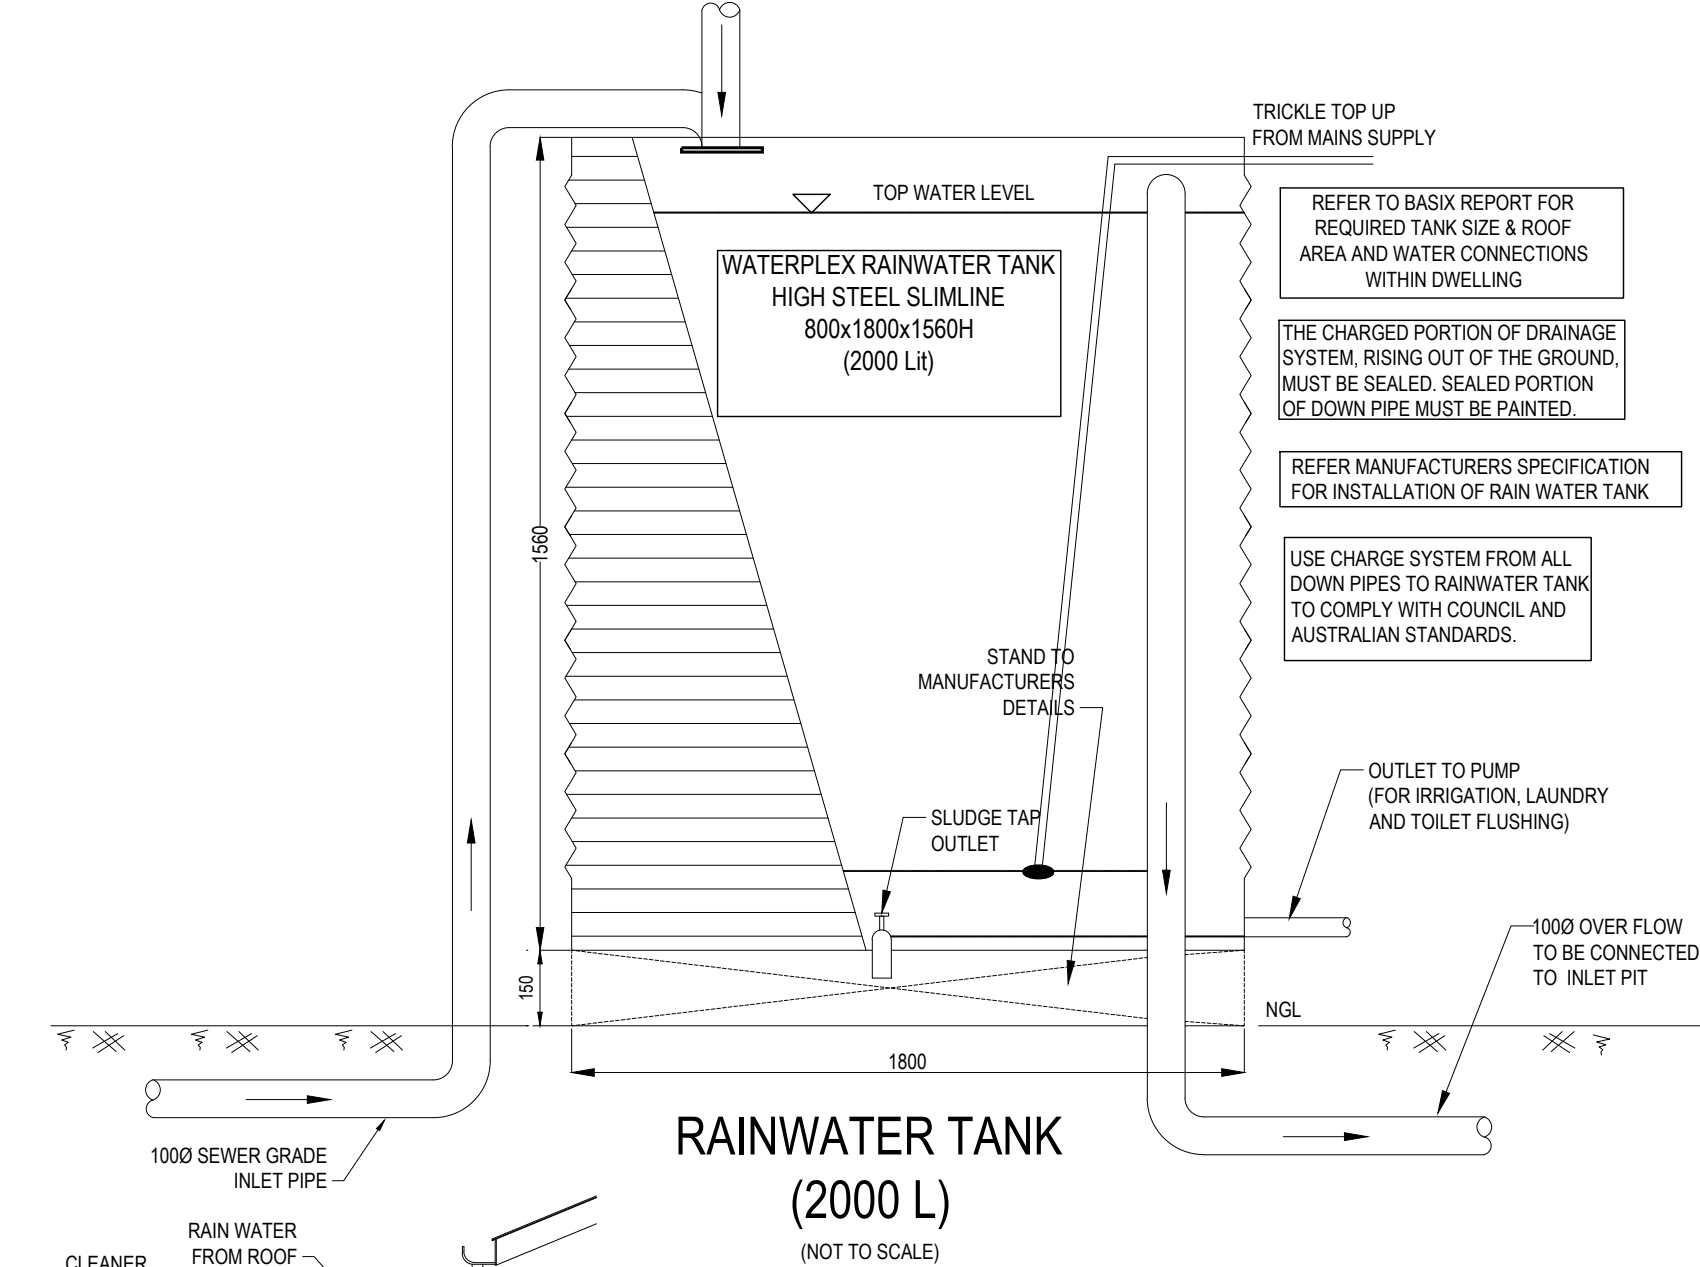 TRICKLE TOP UP
FROM MAINS SUPPLY
TOP WATER LEVEL
WATERPLEX RAINWATER TANK
HIGH STEEL SLIMLINE
800x1800x1560H
(2000 Lit)
REFER TO BASIX REPORT FOR
REQUIRED TANK SIZE & ROOF
AREA AND WATER CONNECTIONS
WITHIN DWELLING
THE CHARGED PORTION OF DRAINAGE
SYSTEM, RISING OUT OF THE GROUND,
MUST BE SEALED. SEALED PORTION
OF DOWN PIPE MUST BE PAINTED.
REFER MANUFACTURERS SPECIFICATION
FOR INSTALLATION OF RAIN WATER TANK
1560
USE CHARGE SYSTEM FROM ALL
DOWN PIPES TO RAINWATER TANK
TO COMPLY WITH COUNCIL AND
AUSTRALIAN STANDARDS.
STAND TO
MANUFACTURERS
DETAILS
OUTLET TO PUMP
(FOR IRRIGATION, LAUNDRY
AND TOILET FLUSHING)
SLUDGE TAP
OUTLET
100Ø OVER FLOW
TO BE CONNECTED
TO INLET PIT
150
NGL
1800
100Ø SEWER GRADE
INLET PIPE
RAINWATER TANK
(2000 L)
(NOT TO SCALE)
RAIN WATER
FROM ROOF
CLEANER